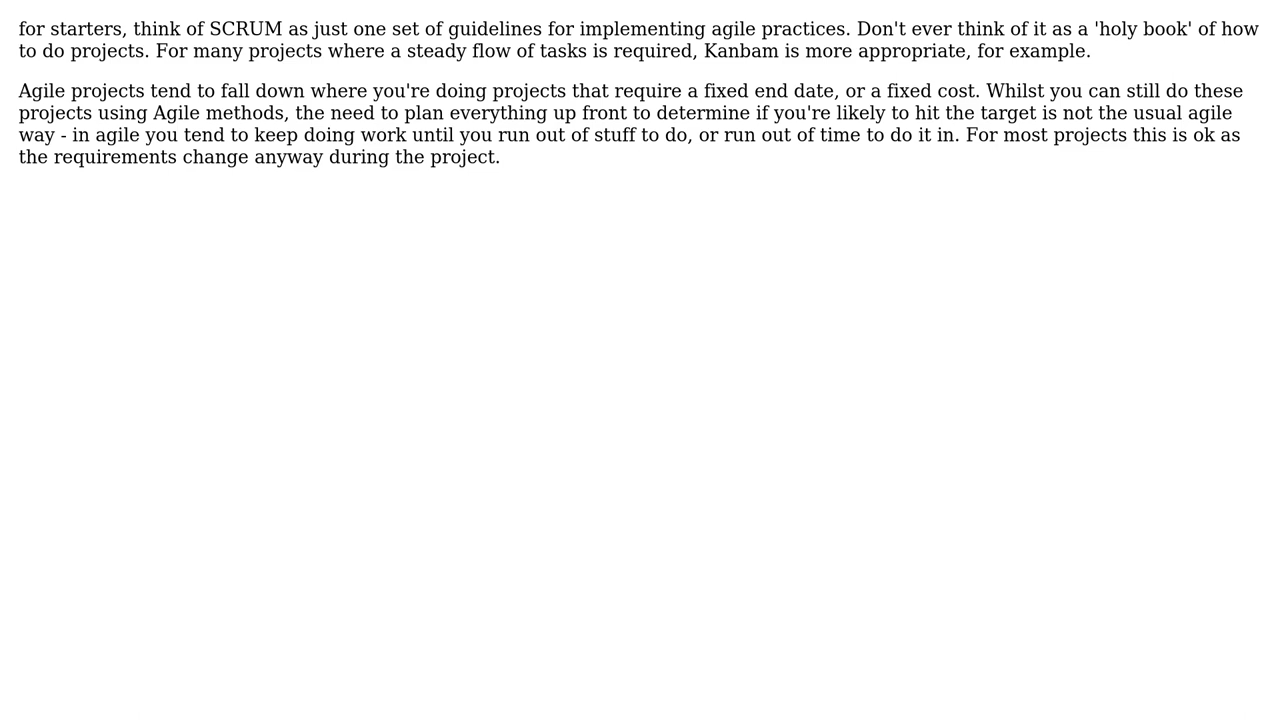 for starters, think of SCRUM as just one set of guidelines for implementing agile practices. Don't ever think of it as a 'holy book' of how
to do projects. For many projects where a steady flow of tasks is required, Kanbam is more appropriate, for example.
Agile projects tend to fall down where you're doing projects that require a fixed end date, or a fixed cost. Whilst you can still do these
projects using Agile methods, the need to plan everything up front to determine if you're likely to hit the target is not the usual agile
way - in agile you tend to keep doing work until you run out of stuff to do, or run out of time to do it in. For most projects this is ok as
the requirements change anyway during the project.